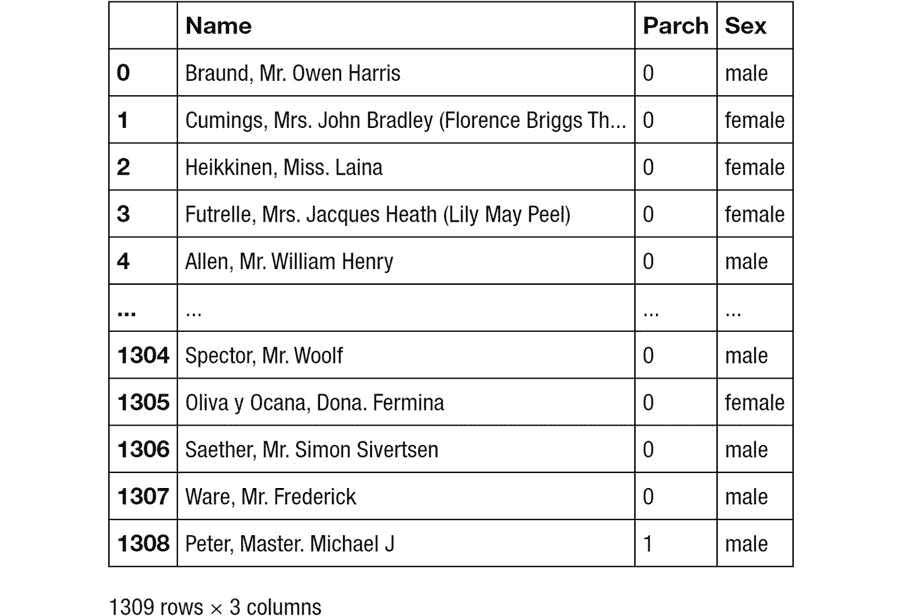 Name Parch Sex
0 Braund, Mr. Owen Harris 0 male
1 Cumings, Mrs. John Bradley (Florence Briggs Th... 0 female
2 Heikkinen, Miss. Laina 0 female
3 Futrelle, Mrs. Jacques Heath (Lily May Peel) 0 female
4 Allen, Mr. William Henry 0 male
... ... ... ...
1304 Spector, Mr. Woolf 0 male
1305 Oliva y Ocana, Dona. Fermina 0 female
1306 Saether, Mr. Simon Sivertsen 0 male
1307 Ware, Mr. Frederick 0 male
1308 Peter, Master. Michael J 1 male
1309 rows × 3 columns